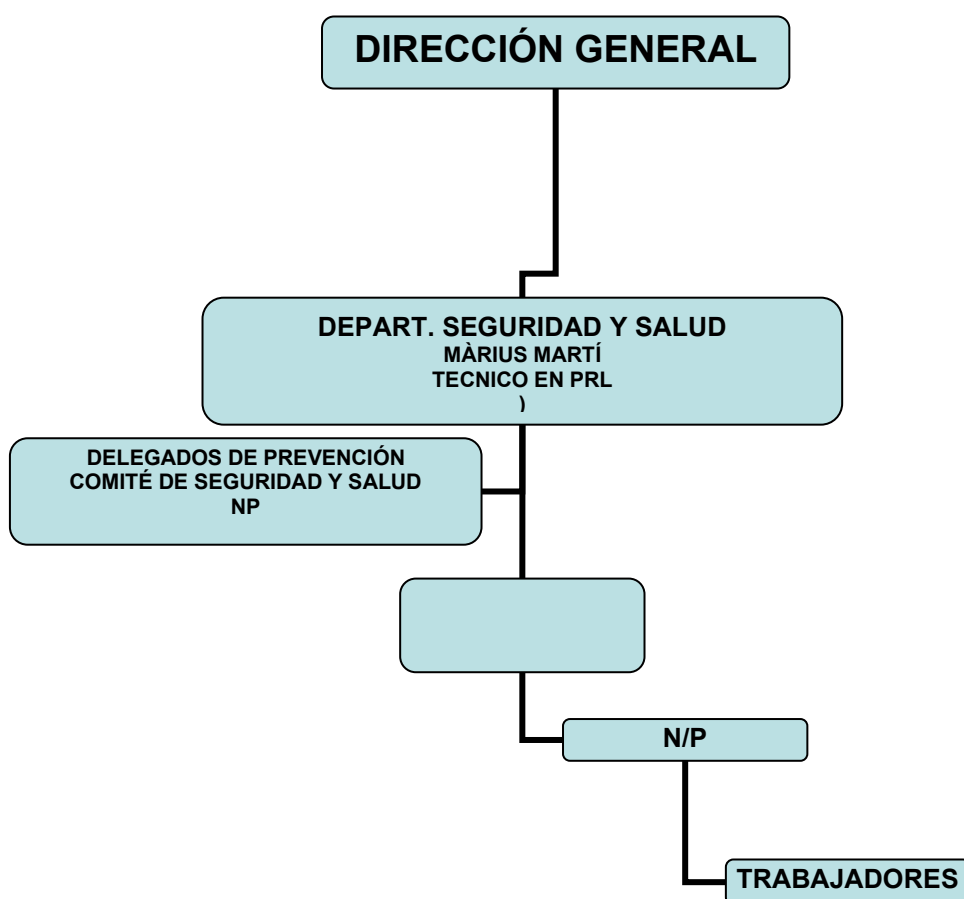 DIRECCIÓN GENERAL
DEPART. SEGURIDAD Y SALUD
MÀRIUS MARTÍ
TECNICO EN PRL
)
DELEGADOS DE PREVENCIÓN
COMITÉ DE SEGURIDAD Y SALUD
NP
N/P
TRABAJADORES